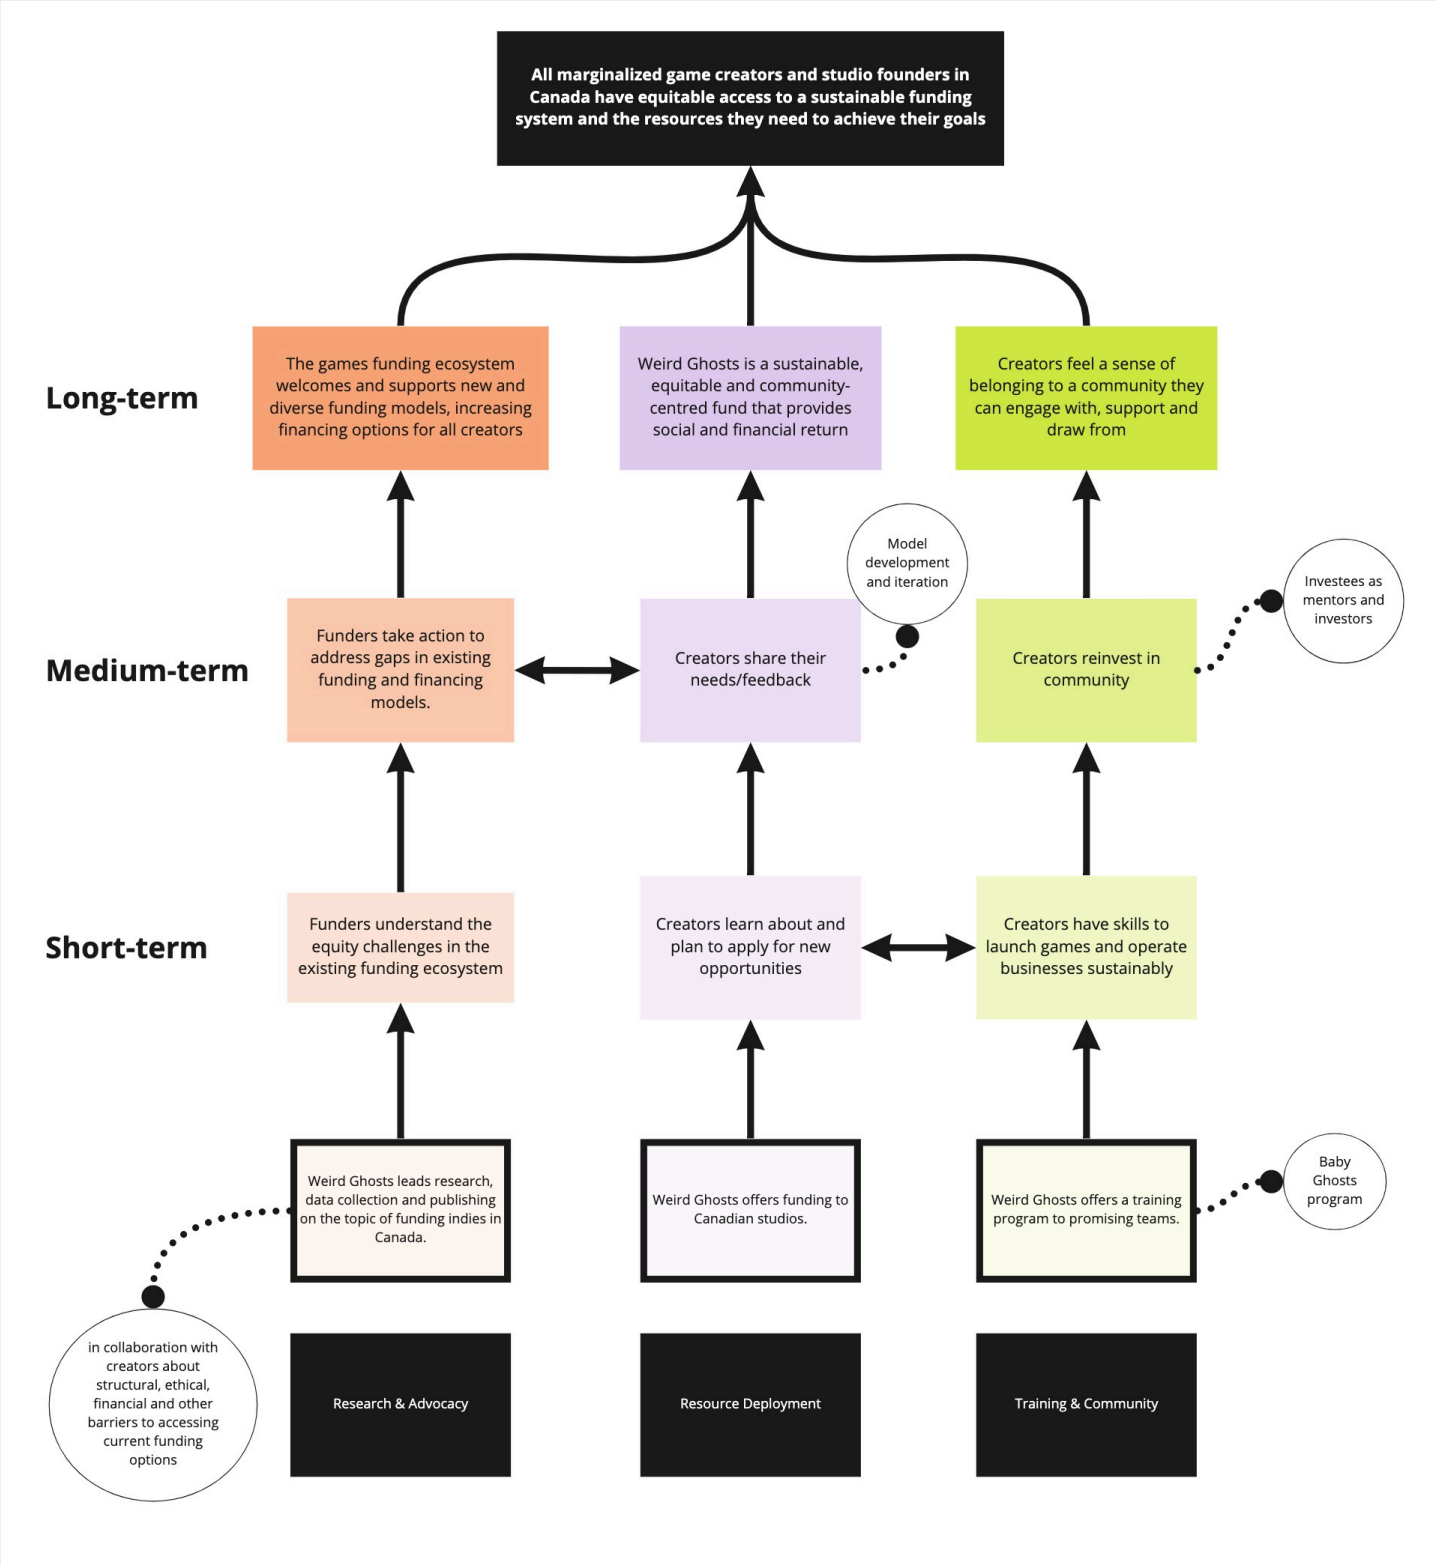 All marginalized game creators and studio founders in
Canada have equitable access to a sustainable funding
system and the resources they need to achieve their goals
Long-term
The games funding ecosystem
welcomes and supports new and
diverse funding models, increasing
financing options for all creators
Weird Ghosts is a sustainable,
equitable and community-
centred fund that provides
social and financial return
Creators feel a sense of
belonging to a community they
can engage with, support and
draw from
Model
development
and iteration
Investees as
mentors and
investors
Medium-term
Funders take action to
address gaps in existing
funding and financing
models.
Creators share their
needs/feedback
Creators reinvest in
community
Short-term
Funders understand the
equity challenges in the
existing funding ecosystem
Creators learn about and
plan to apply for new
opportunities
Creators have skills to
launch games and operate
businesses sustainably
Weird Ghosts leads research,
data collection and publishing
on the topic of funding indies in
Canada.
Weird Ghosts offers funding to
Canadian studios.
Weird Ghosts offers a training
program to promising teams.
Baby
Ghosts
program
in collaboration with
creators about
structural, ethical,
financial and other
barriers to accessing
current funding
options
Research & Advocacy
Resource Deployment
Training & Community